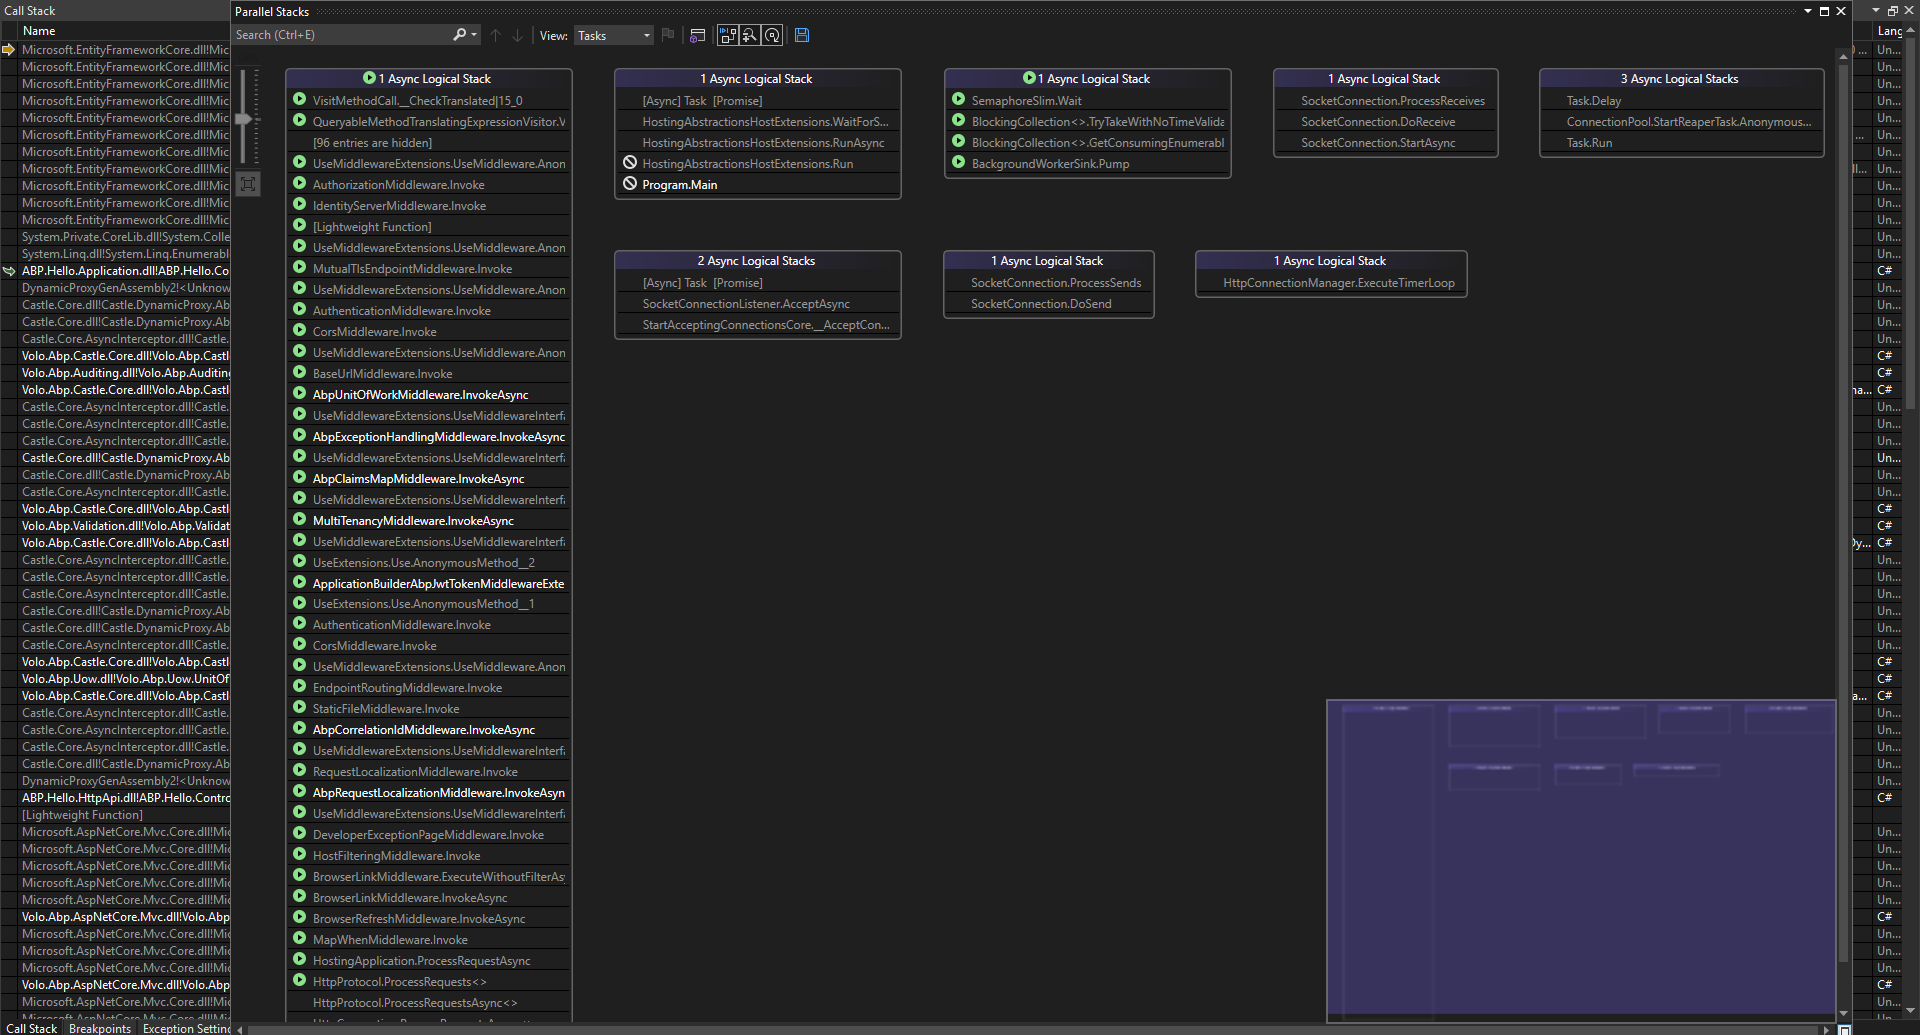 Call Stack
Name
Microsoft.EntityFrameworkCore.dll!Mic
Microsoft.EntityFrameworkCore.dll!Mic
Microsoft.EntityFrameworkCore.dll!Mic
Microsoft.EntityFrameworkCore.dll!Mic
Microsoft.EntityFrameworkCore.dll!Mic
Microsoft.EntityFrameworkCore.dll!Mic
Microsoft.EntityFrameworkCore.dll!Mic
Microsoft.EntityFrameworkCore.dll!Mic
Microsoft.EntityFrameworkCore.dll!Mic
Microsoft.EntityFrameworkCore.dll!Mic
Microsoft.EntityFrameworkCore.dll!Mic
System.Private.CoreLib.dll!System.Colle
System.Linq.dll!System.Linq.Enumerabl
ABP.Hello.Application.dll!ABP.Hello.Co
DynamicProxyGenAssembly2!<Unknow
Castle.Core.dll!Castle.DynamicProxy.Ab
Castle.Core.dll!Castle.DynamicProxy.Ab
Castle.Core.AsyncInterceptor.dll!Castle.
Volo.Abp.Castle.Core.dll!Volo.Abp.Castl
Volo.Abp.Auditing.dll!Volo.Abp.Auditing
Volo.Abp.Castle.Core.dll!Volo.Abp.Castl
Castle.Core.AsyncInterceptor.dll!Castle.
Castle.Core.AsyncInterceptor.dll!Castle.
Castle.Core.AsyncInterceptor.dll!Castle.
Castle.Core.dll!Castle.DynamicProxy.Ab
Castle.Core.dll!Castle.DynamicProxy.Ab
Castle.Core.AsyncInterceptor.dll!Castle.
Volo.Abp.Castle.Core.dll!Volo.Abp.Castl
Volo.Abp.Validation.dll!Volo.Abp.Validat
Volo.Abp.Castle.Core.dll!Volo.Abp.Castl
Castle.Core.AsyncInterceptor.dll!Castle.
Castle.Core.AsyncInterceptor.dll!Castle.
Castle.Core.AsyncInterceptor.dll!Castle.
Castle.Core.dll!Castle.DynamicProxy.Ab
Castle.Core.dll!Castle.DynamicProxy.Ab
Castle.Core.AsyncInterceptor.dll!Castle.
Volo.Abp.Castle.Core.dll!Volo.Abp.Castl
Volo.Abp.Uow.dll!Volo.Abp.Uow.UnitOf
Volo.Abp.Castle.Core.dll!Volo.Abp.Castl
Castle.Core.AsyncInterceptor.dll!Castle.
Castle.Core.AsyncInterceptor.dll!Castle.
Castle.Core.AsyncInterceptor.dll!Castle.
Castle.Core.dll!Castle.DynamicProxy.Ab
DynamicProxyGenAssembly2!<Unknow
ABP.Hello.HttpApi.dll!ABP.Hello.Contro
[Lightweight Function]
Microsoft.AspNetCore.Mvc.Core.dll!Mic
Microsoft.AspNetCore.Mvc.Core.dll!Mic
Microsoft.AspNetCore.Mvc.Core.dll!Mic
Microsoft.AspNetCore.Mvc.Core.dll!Mic
Microsoft.AspNetCore.Mvc.Core.dll!Mic
Volo.Abp.AspNetCore.Mvc.dll!Volo.Abp
Microsoft.AspNetCore.Mvc.Core.dll!Mic
Microsoft.AspNetCore.Mvc.Core.dll!Mic
Microsoft.AspNetCore.Mvc.Core.dll!Mic
Volo.Abp.AspNetCore.Mvc.dll!Volo.Abp
Microsoft.AspNetCore.Mvc.Core.dll!Mic
Call Stack Breakpoints Exception Settin
Parallel Stacks
Search (Ctrl+E) View: Tasks
1 Async Logical Stack
VisitMethodCall.__CheckTranslated|15_0
QueryableMethodTranslatingExpressionVisitor.V
[96 entries are hidden]
UseMiddlewareExtensions.UseMiddleware.Anon
AuthorizationMiddleware.Invoke
IdentityServerMiddleware.Invoke
[Lightweight Function]
UseMiddlewareExtensions.UseMiddleware.Anon
MutualTlsEndpointMiddleware.Invoke
UseMiddlewareExtensions.UseMiddleware.Anon
AuthenticationMiddleware.Invoke
CorsMiddleware.Invoke
UseMiddlewareExtensions.UseMiddleware.Anon
BaseUrlMiddleware.Invoke
AbpUnitOfWorkMiddleware.InvokeAsync
UseMiddlewareExtensions.UseMiddlewareInterfa
AbpExceptionHandlingMiddleware.InvokeAsync
UseMiddlewareExtensions.UseMiddlewareInterfa
AbpClaimsMapMiddleware.InvokeAsync
UseMiddlewareExtensions.UseMiddlewareInterfa
MultiTenancyMiddleware.InvokeAsync
UseMiddlewareExtensions.UseMiddlewareInterfa
UseExtensions.Use.AnonymousMethod__2
ApplicationBuilderAbpJwtTokenMiddlewareExte
UseExtensions.Use.AnonymousMethod__1
AuthenticationMiddleware.Invoke
CorsMiddleware.Invoke
UseMiddlewareExtensions.UseMiddleware.Anon
EndpointRoutingMiddleware.Invoke
StaticFileMiddleware.Invoke
AbpCorrelationIdMiddleware.InvokeAsync
UseMiddlewareExtensions.UseMiddlewareInterfa
RequestLocalizationMiddleware.Invoke
AbpRequestLocalizationMiddleware.InvokeAsyn
UseMiddlewareExtensions.UseMiddlewareInterfa
DeveloperExceptionPageMiddleware.Invoke
HostFilteringMiddleware.Invoke
BrowserLinkMiddleware.ExecuteWithoutFilterAsy
BrowserLinkMiddleware.InvokeAsync
BrowserRefreshMiddleware.InvokeAsync
MapWhenMiddleware.Invoke
HostingApplication.ProcessRequestAsync
HttpProtocol.ProcessRequests<>
HttpProtocol.ProcessRequestsAsync<>
1 Async Logical Stack
[Async] Task [Promise]
HostingAbstractionsHostExtensions.WaitForS...
HostingAbstractionsHostExtensions.RunAsync
HostingAbstractionsHostExtensions.Run
Program.Main
1 Async Logical Stack
SemaphoreSlim.Wait
BlockingCollection<>.TryTakeWithNoTimeValida
BlockingCollection<>.GetConsumingEnumerabl
BackgroundWorkerSink.Pump
1 Async Logical Stack
SocketConnection.ProcessReceives
SocketConnection.DoReceive
SocketConnection.StartAsync
3 Async Logical Stacks
Task.Delay
ConnectionPool.StartReaperTask.Anonymous...
Task.Run
2 Async Logical Stacks
[Async] Task [Promise]
SocketConnectionListener.AcceptAsync
StartAcceptingConnectionsCore.__AcceptCon...
1 Async Logical Stack
SocketConnection.ProcessSends
SocketConnection.DoSend
1 Async Logical Stack
HttpConnectionManager.ExecuteTimerLoop
Lang
Un...
Un...
Un...
Un...
Un...
Un...
Un...
Un...
Un...
Un...
Un...
Un...
Un...
C#
Un...
Un...
Un...
Un...
C#
C#
C#
Un...
Un...
Un...
Un...
Un...
Un...
C#
C#
C#
Un...
Un...
Un...
Un...
Un...
Un...
C#
C#
C#
Un...
Un...
Un...
Un...
Un...
C#
Un...
Un...
Un...
Un...
Un...
C#
Un...
Un...
Un...
C#
Un...